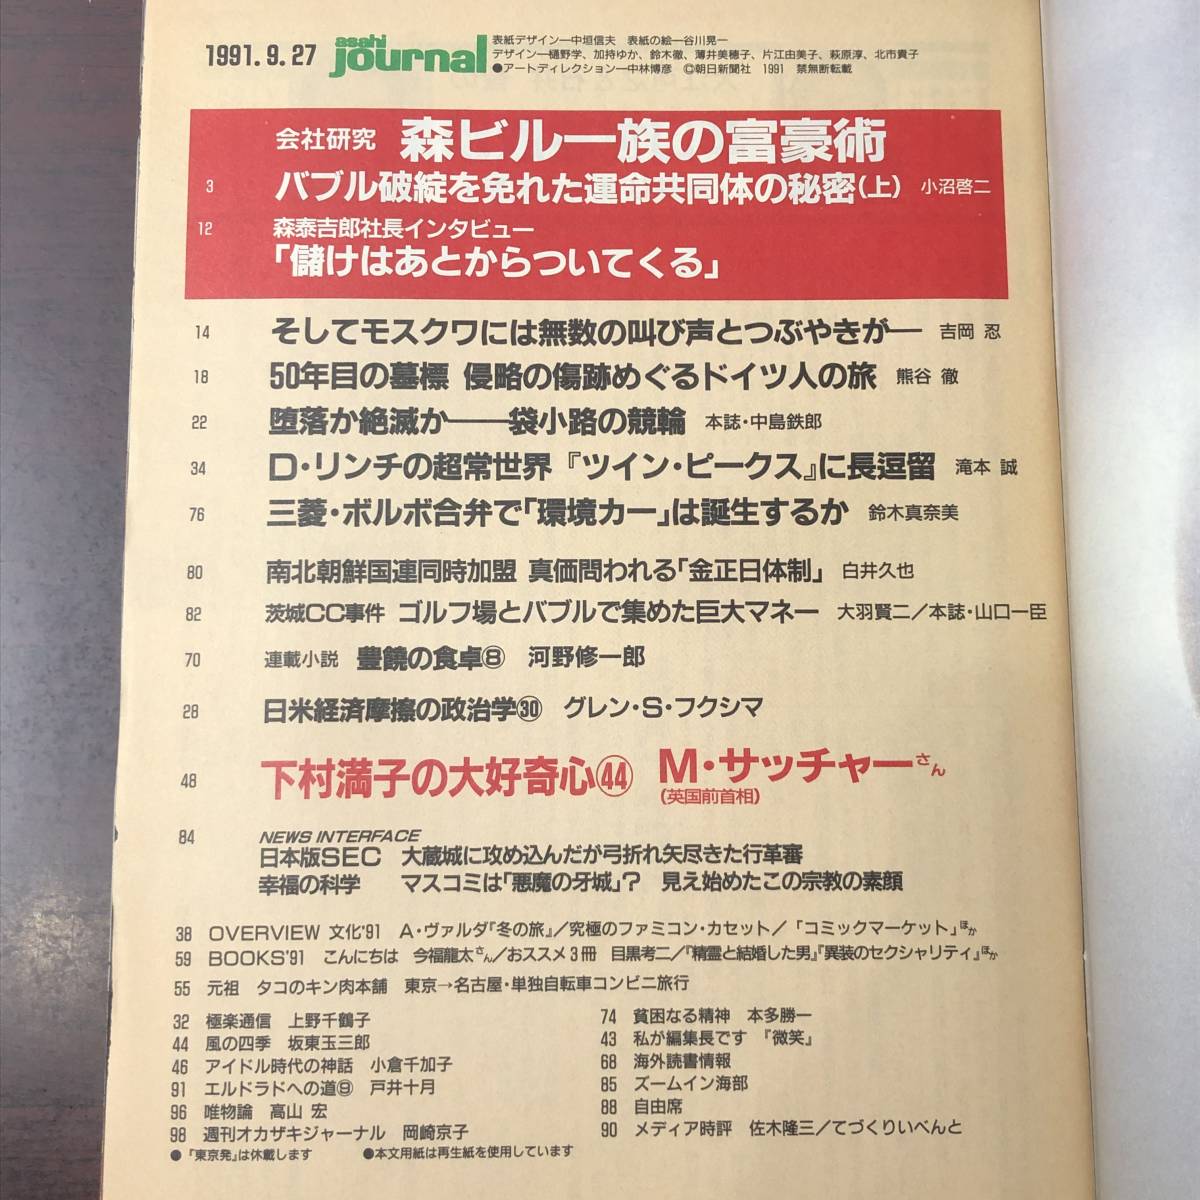 1991.9.27
asahi journal
表紙デザイン—中垣信夫　表紙の絵—谷川晃一
デザイン—樋野学、加持ゆか、鈴木徹、薄井美穂子、片江由美子、萩原淳、北市貴子
●アートディレクション—中林博彦　©朝日新聞社　1991　禁無断転載
会社研究　森ビル一族の富豪術
3　バブル破綻を免れた運命共同体の秘密(上)　小沼啓二
12　森泰吉郎社長インタビュー
「儲けはあとからついてくる」
14　そしてモスクワには無数の叫び声とつぶやきが—　吉岡 忍
18　50年目の墓標 侵略の傷跡めぐるドイツ人の旅　熊谷 徹
22　堕落か絶滅か——袋小路の競輪　本誌・中島鉄郎
34　D・リンチの超常世界『ツイン・ピークス』に長逗留　滝本 誠
76　三菱・ボルボ合弁で「環境カー」は誕生するか　鈴木真奈美
80　南北朝鮮国連同時加盟 真価問われる「金正日体制」　白井久也
82　茨城CC事件 ゴルフ場とバブルで集めた巨大マネー　大羽賢二／本誌・山口一臣
70　連載小説　豊饒の食卓⑧　河野修一郎
28　日米経済摩擦の政治学㉚　グレン・S・フクシマ
48　下村満子の大好奇心㊹　M・サッチャーさん
(英国前首相)
84　NEWS INTERFACE
日本版SEC　大蔵城に攻め込んだが弓折れ矢尽きた行革審
幸福の科学　マスコミは「悪魔の牙城」？　見え始めたこの宗教の素顔
38　OVERVIEW 文化'91　A・ヴァルダ『冬の旅』／究極のファミコン・カセット／「コミックマーケット」ほか
59　BOOKS'91　こんにちは　今福龍太さん／おススメ3冊　目黒考二／『精霊と結婚した男』『異装のセクシャリティ』ほか
55　元祖　タコのキン肉本舗　東京→名古屋・単独自転車コンビニ旅行
32　極楽通信　上野千鶴子
44　風の四季　坂東玉三郎
46　アイドル時代の神話　小倉千加子
91　エルドラドへの道⑨　戸井十月
96　唯物論　高山 宏
98　週刊オカザキジャーナル　岡崎京子
74　貧困なる精神　本多勝一
43　私が編集長です　『微笑』
68　海外読書情報
85　ズームイン海部
88　自由席
90　メディア時評　佐木隆三／てづくりいべんと
●「東京発」は休載します　●本文用紙は再生紙を使用しています